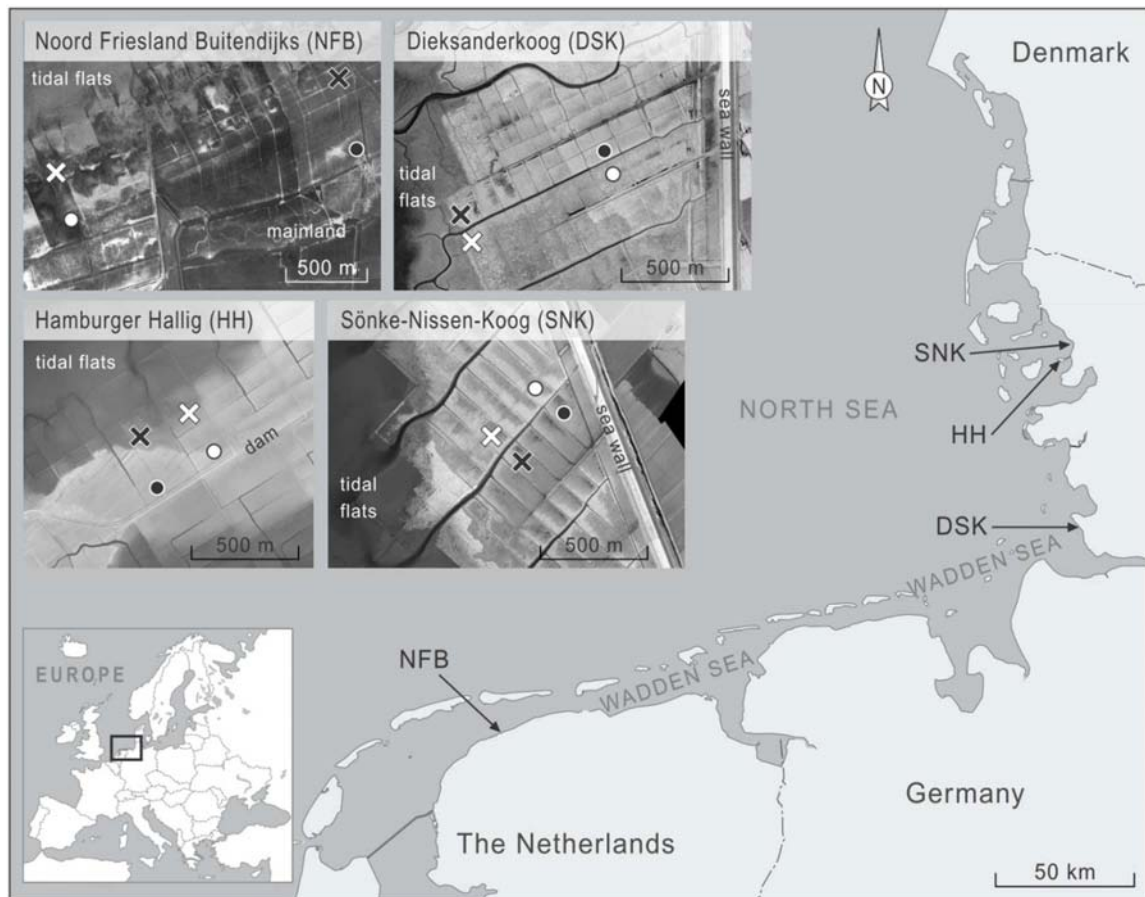 Noord Friesland Buitendijks (NFB)
tidal flats
mainland
500 m
Dieksanderkoog (DSK)
tidal
flats
sea wall
500 m
Hamburger Hallig (HH)
tidal flats
dam
500 m
Sönke-Nissen-Koog (SNK)
tidal
flats
sea wall
500 m
N
Denmark
SNK
NORTH SEA
HH
DSK
WADDEN SEA
NFB
WADDEN SEA
EUROPE
Germany
The Netherlands
50 km